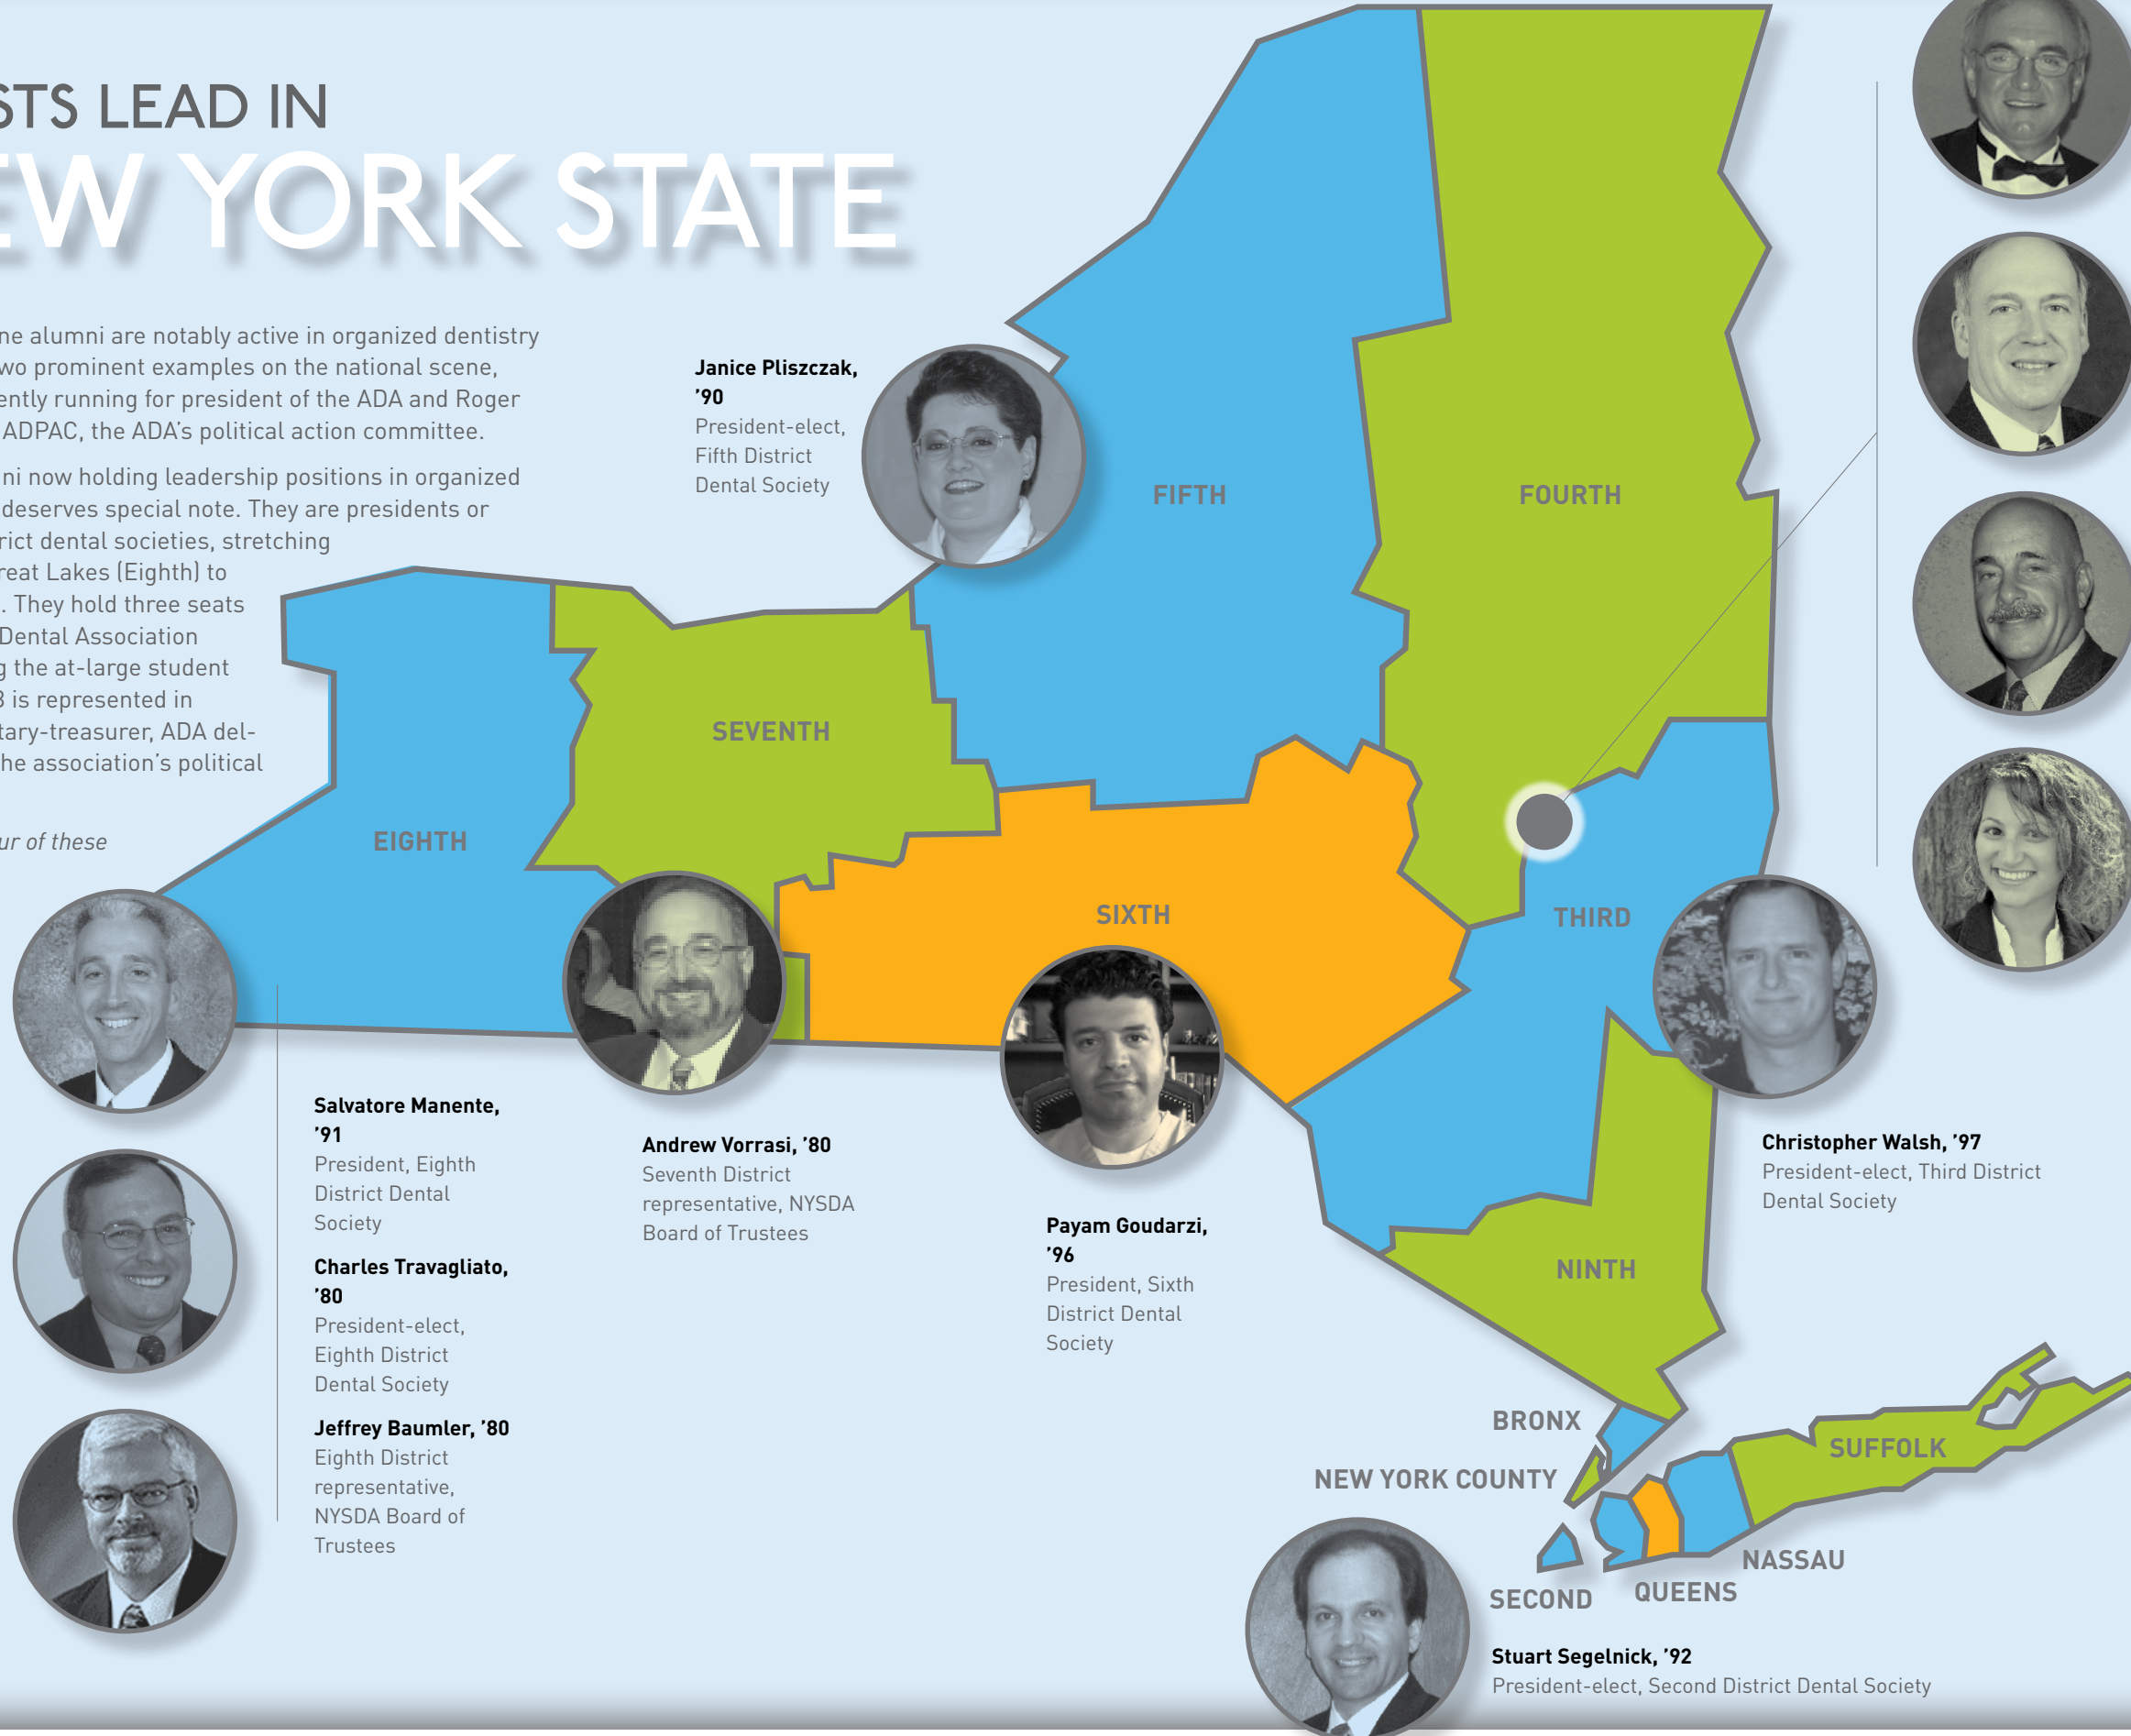 STS LEAD IN
EW YORK STATE
ne alumni are notably active in organized dentistry
wo prominent examples on the national scene,
ently running for president of the ADA and Roger
ADPAC, the ADA's political action committee.
ni now holding leadership positions in organized
deserves special note. They are presidents or
rict dental societies, stretching
reat Lakes (Eighth) to
. They hold three seats
Dental Association
g the at-large student
is represented in
tary-treasurer, ADA del-
he association's political
ur of these
Janice Pliszczak,
'90
President-elect,
Fifth District
Dental Society
FIFTH
FOURTH
SEVENTH
EIGHTH
SIXTH
THIRD
NINTH
Salvatore Manente,
'91
President, Eighth
District Dental
Society
Charles Travagliato,
'80
President-elect,
Eighth District
Dental Society
Jeffrey Baumler, '80
Eighth District
representative,
NYSDA Board of
Trustees
Andrew Vorrasi, '80
Seventh District
representative, NYSDA
Board of Trustees
Payam Goudarzi,
'96
President, Sixth
District Dental
Society
Christopher Walsh, '97
President-elect, Third District
Dental Society
BRONX
NEW YORK COUNTY
SUFFOLK
NASSAU
QUEENS
SECOND
Stuart Segelnick, '92
President-elect, Second District Dental Society